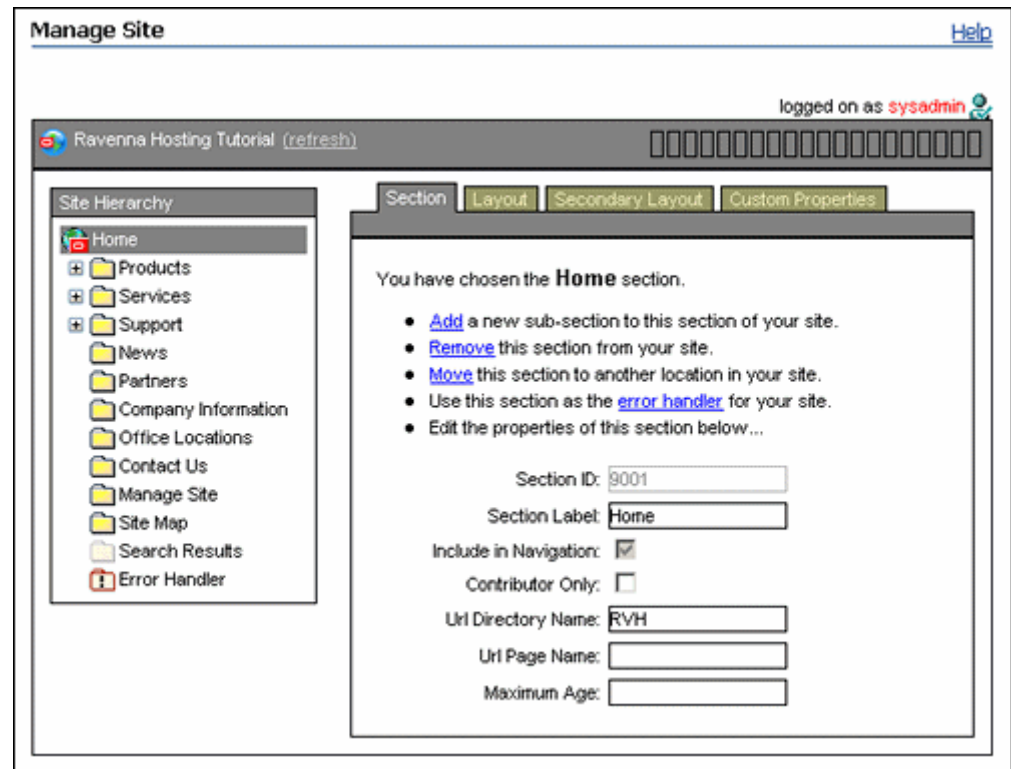 Manage Site
Help
logged on as sysadmin
Ravenna Hosting Tutorial (refresh)
Site Hierarchy
Home
Products
Services
Support
News
Partners
Company Information
Office Locations
Contact Us
Manage Site
Site Map
Search Results
Error Handler
Section Layout Secondary Layout Custom Properties
You have chosen the Home section.
Add a new sub-section to this section of your site.
Remove this section from your site.
Move this section to another location in your site.
Use this section as the error handler for your site.
Edit the properties of this section below...
Section ID: 9001
Section Label: Home
Include in Navigation:
Contributor Only:
Url Directory Name: RVH
Url Page Name:
Maximum Age: